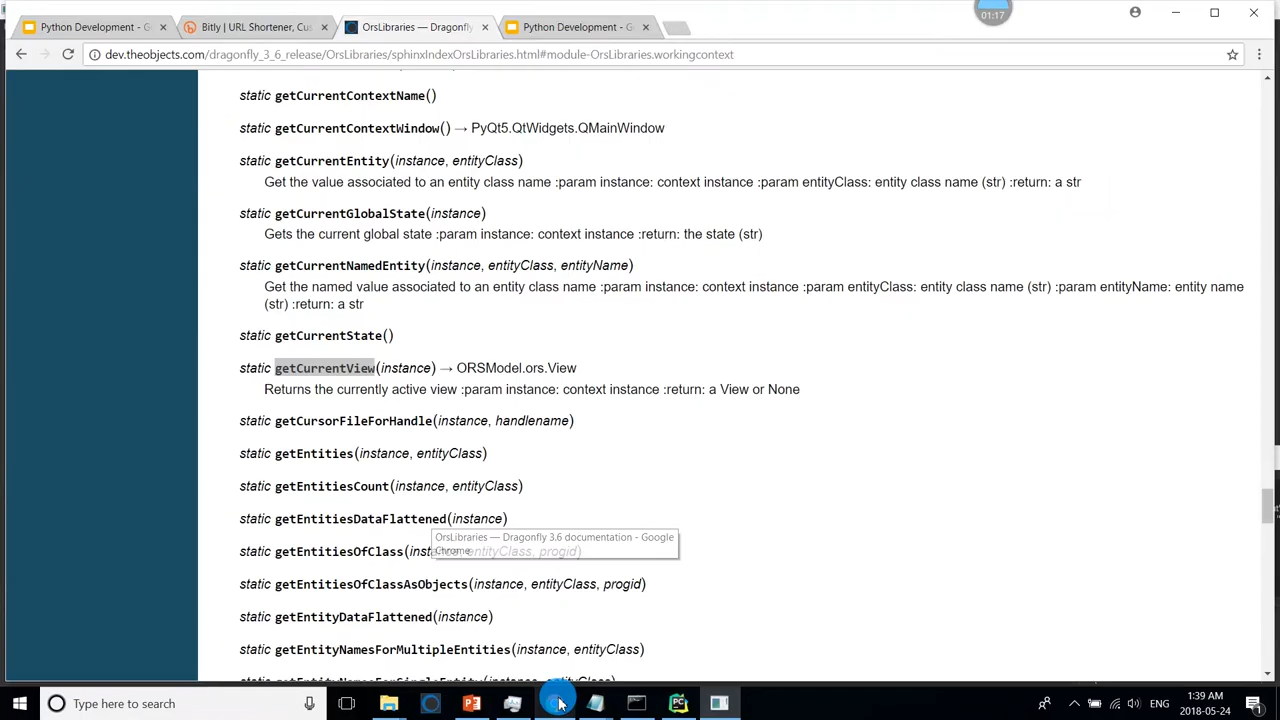 01:17
Python Development - G
Bitly | URL Shortener, Cus
OrsLibraries — Dragonfly
Python Development - G
dev.theobjects.com/dragonfly_3_6_release/OrsLibraries/sphinxIndexOrsLibraries.html#module-OrsLibraries.workingcontext
static getCurrentContextName()
static getCurrentContextWindow() → PyQt5.QtWidgets.QMainWindow
static getCurrentEntity(instance, entityClass)
Get the value associated to an entity class name :param instance: context instance :param entityClass: entity class name (str) :return: a str
static getCurrentGlobalState(instance)
Gets the current global state :param instance: context instance :return: the state (str)
static getCurrentNamedEntity(instance, entityClass, entityName)
Get the named value associated to an entity class name :param instance: context instance :param entityClass: entity class name (str) :param entityName: entity name
(str) :return: a str
static getCurrentState()
static getCurrentView(instance) → ORSModel.ors.View
Returns the currently active view :param instance: context instance :return: a View or None
static getCursorFileForHandle(instance, handlename)
static getEntities(instance, entityClass)
static getEntitiesCount(instance, entityClass)
static getEntitiesDataFlattened(instance)
OrsLibraries — Dragonfly 3.6 documentation - Google
Chrome
static getEntitiesOfClass(instance, entityClass, progid)
static getEntitiesOfClassAsObjects(instance, entityClass, progid)
static getEntityDataFlattened(instance)
static getEntityNamesForMultipleEntities(instance, entityClass)
static getEntityNamesForSingleEntity(instance, entityClass)
Type here to search
ENG
1:39 AM
2018-05-24